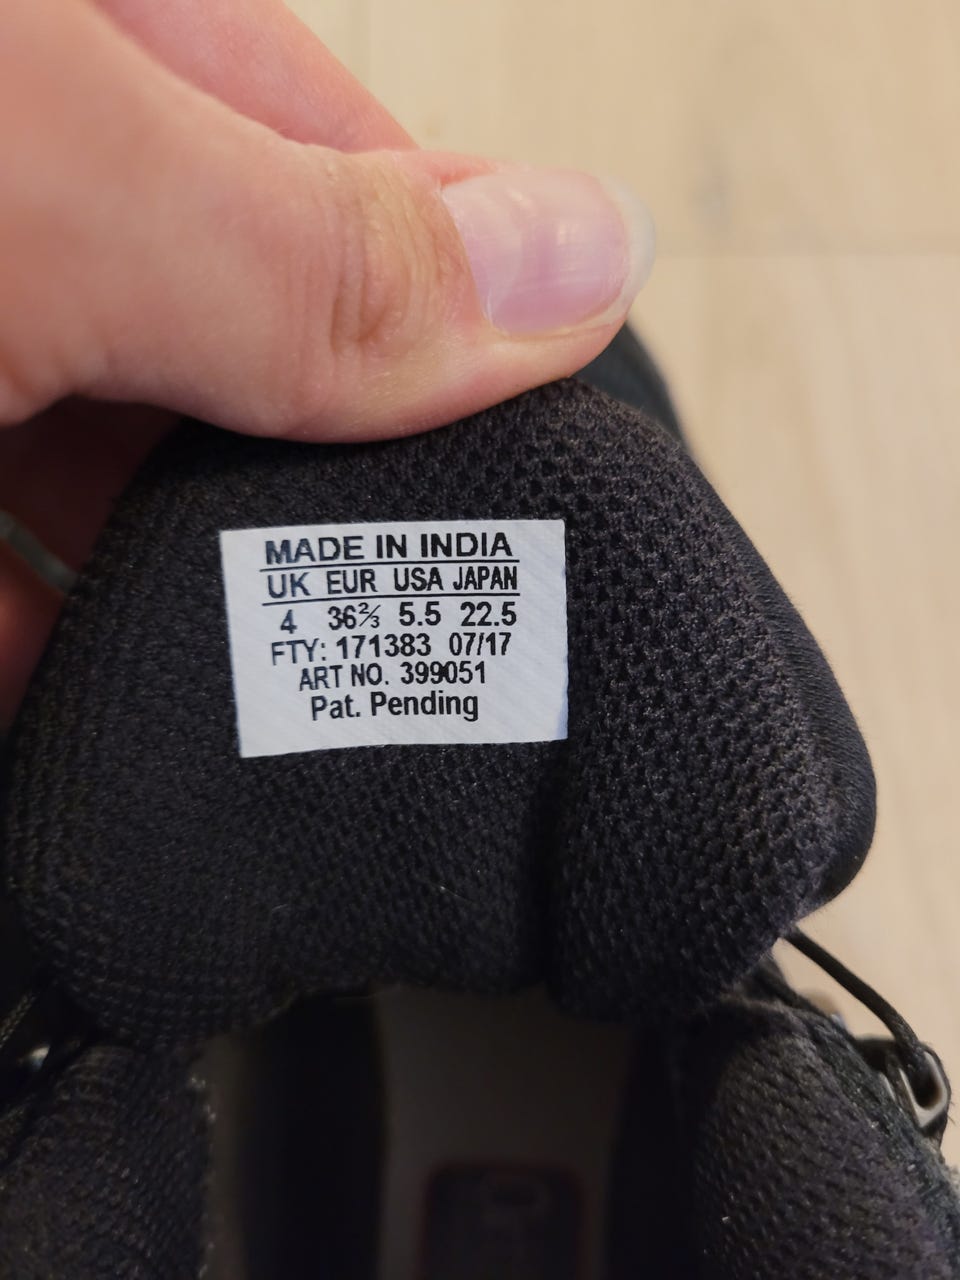 MADE IN INDIA
UK EUR USA JAPAN
4 36⅔ 5.5 22.5
FTY: 171383 07/17
ART NO. 399051
Pat. Pending